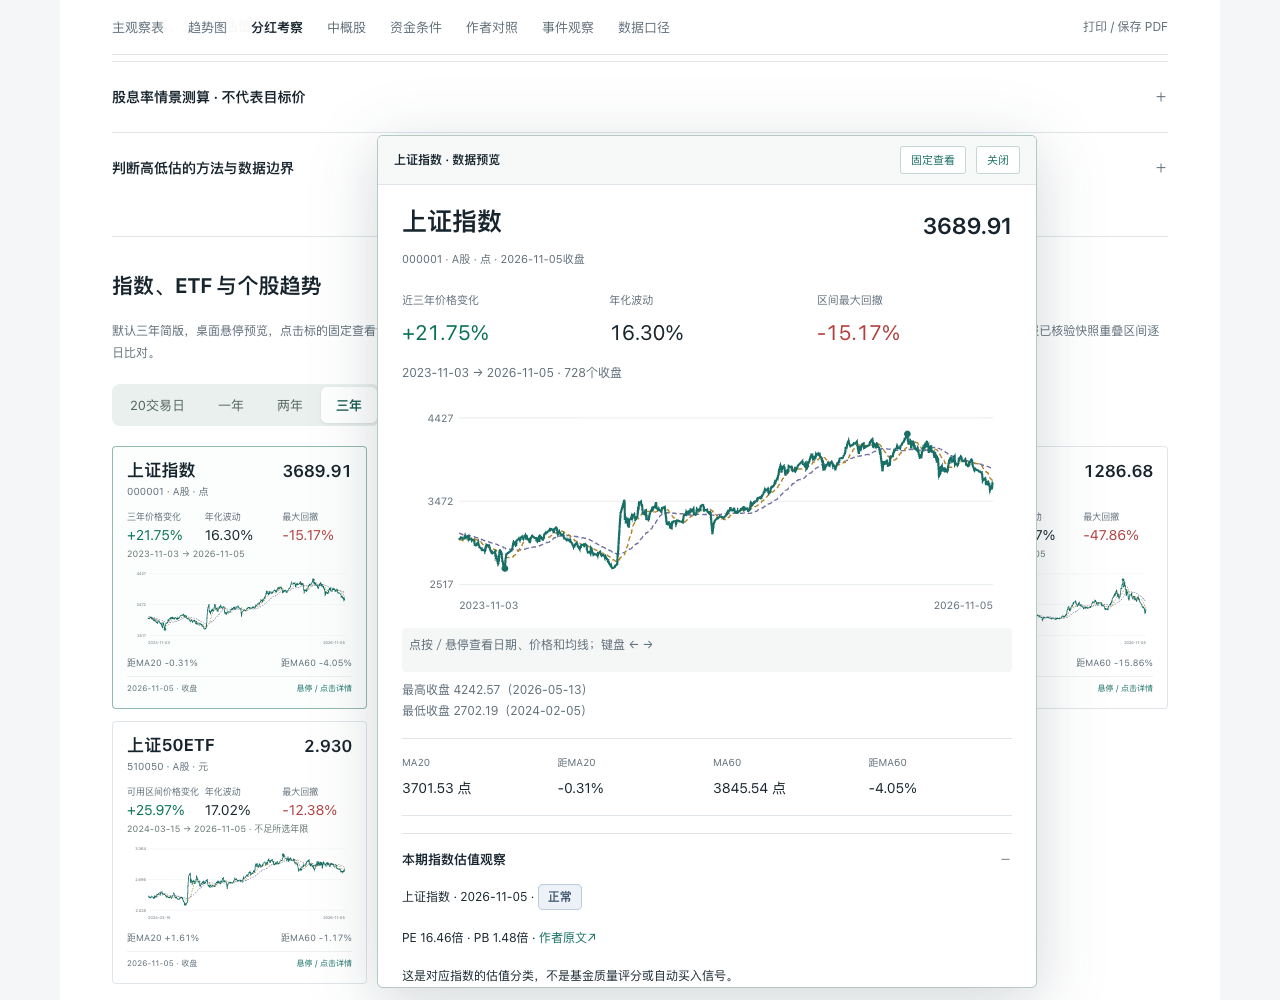 主观察表 趋势图 分红考察 中概股 资金条件 作者对照 事件观察 数据口径 打印 / 保存 PDF
股息率情景测算 · 不代表目标价 +
判断高低估的方法与数据边界 +
指数、ETF 与个股趋势
默认三年简版，桌面悬停预览，点击标的固定查看
已核验快照重叠区间逐
日比对。
20交易日 一年 两年 三年
上证指数 3689.91
000001 · A股 · 点
三年价格变化 年化波动 最大回撤
+21.75% 16.30% -15.17%
2023-11-03 → 2026-11-05
4427
3472
2517
2023-11-03 2026-11-05
距MA20 -0.31% 距MA60 -4.05%
2026-11-05 · 收盘 悬停 / 点击详情
上证50ETF 2.930
510050 · A股 · 元
可用区间价格变化 年化波动 最大回撤
+25.97% 17.02% -12.38%
2024-03-15 → 2026-11-05 · 不足所选年限
2024-03-15 2026-11-05
距MA20 +1.61% 距MA60 -1.17%
2026-11-05 · 收盘 悬停 / 点击详情
上证指数 · 数据预览 固定查看 关闭
上证指数 3689.91
000001 · A股 · 点 · 2026-11-05收盘
近三年价格变化 年化波动 区间最大回撤
+21.75% 16.30% -15.17%
2023-11-03 → 2026-11-05 · 728个收盘
4427
3472
2517
2023-11-03 2026-11-05
点按 / 悬停查看日期、价格和均线；键盘 ← →
最高收盘 4242.57（2026-05-13）
最低收盘 2702.19（2024-02-05）
MA20 距MA20 MA60 距MA60
3701.53 点 -0.31% 3845.54 点 -4.05%
本期指数估值观察 −
上证指数 · 2026-11-05 · 正常
PE 16.46倍 · PB 1.48倍 · 作者原文↗
这是对应指数的估值分类，不是基金质量评分或自动买入信号。
1286.68
动 最大回撤
7% -47.86%
05
2026-11-05
距MA60 -15.86%
悬停 / 点击详情